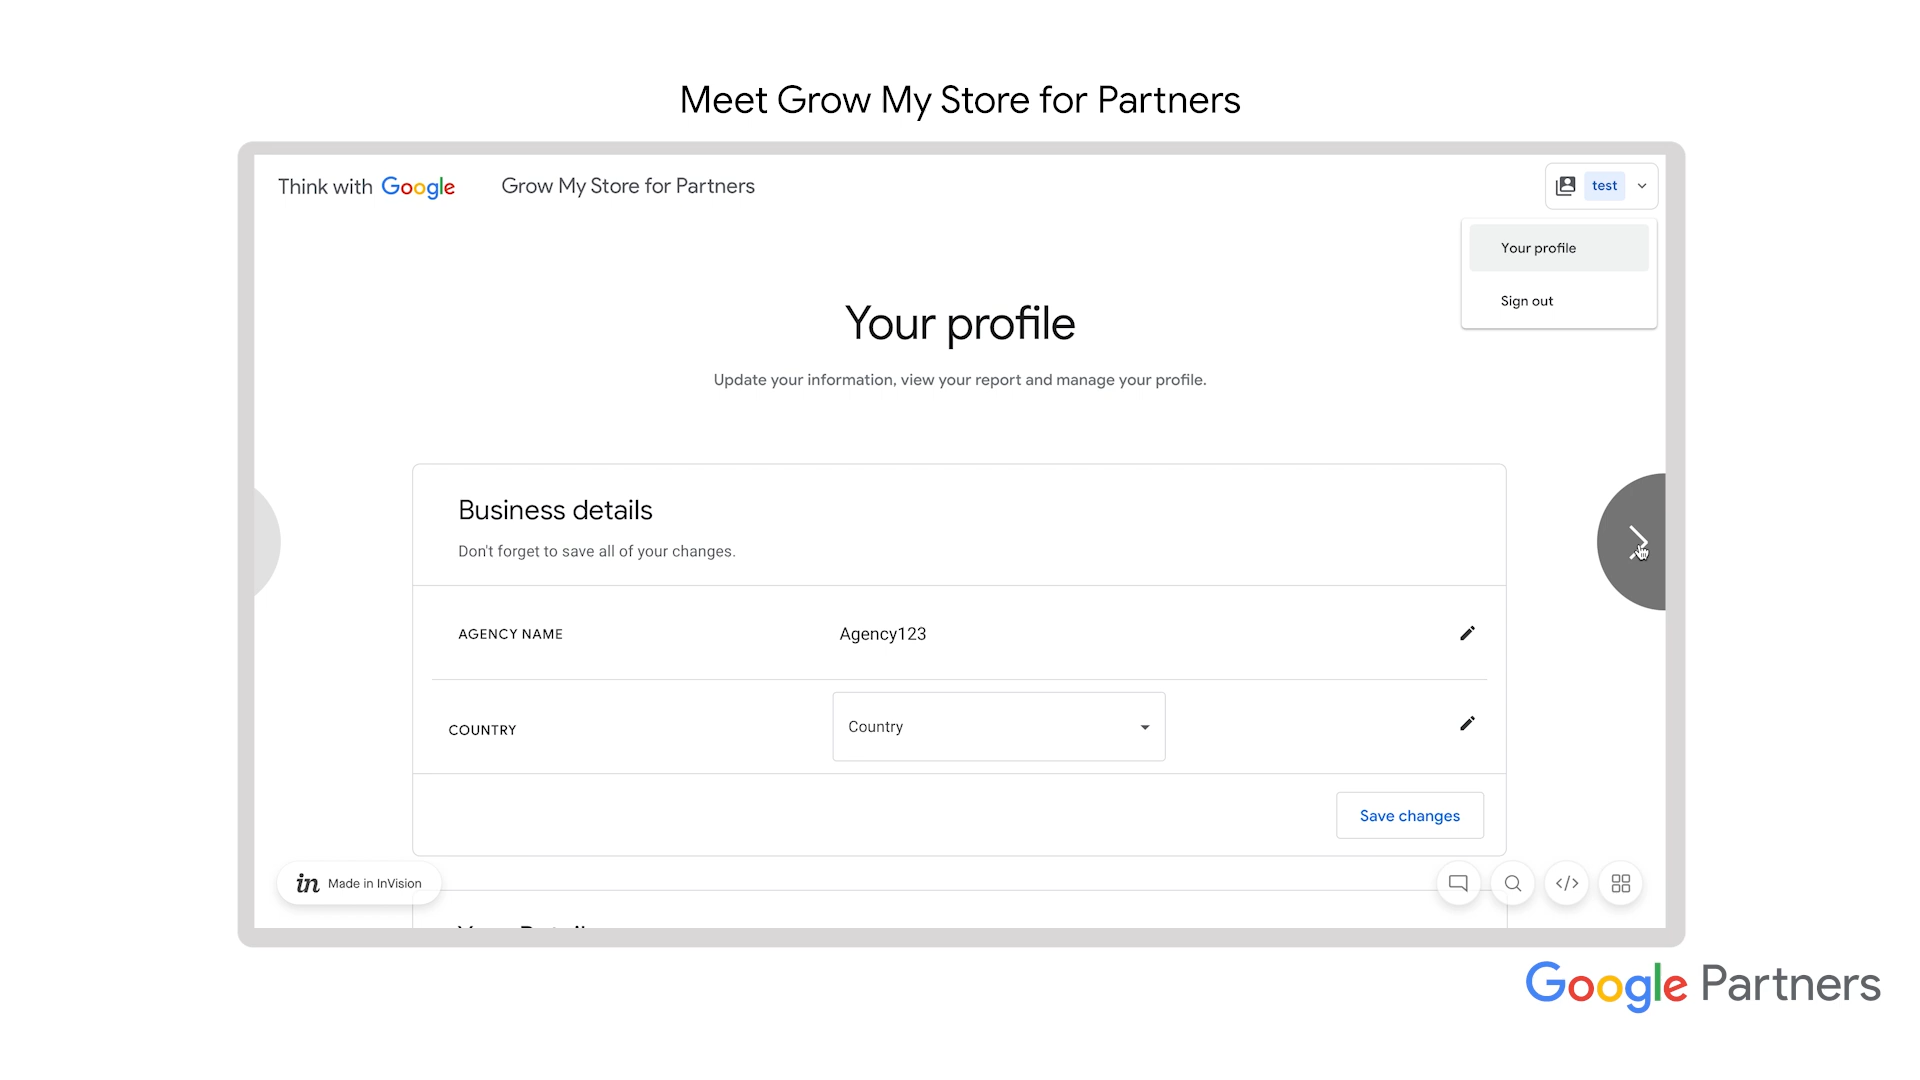 Meet Grow My Store for Partners
Think with Google
Grow My Store for Partners
test
Your profile
Sign out
Your profile
Update your information, view your report and manage your profile.
Business details
Don't forget to save all of your changes.
AGENCY NAME
Agency123
COUNTRY
Country
Save changes
in Made in InVision
Google Partners